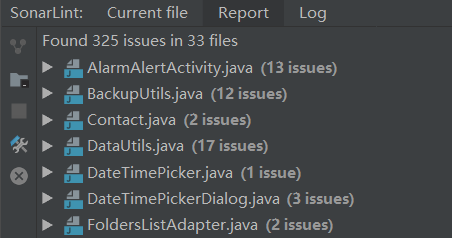 SonarLint: Current file Report Log
Found 325 issues in 33 files
AlarmAlertActivity.java (13 issues)
BackupUtils.java (12 issues)
Contact.java (2 issues)
DataUtils.java (17 issues)
DateTimePicker.java (1 issue)
DateTimePickerDialog.java (3 issues)
FoldersListAdapter.java (2 issues)